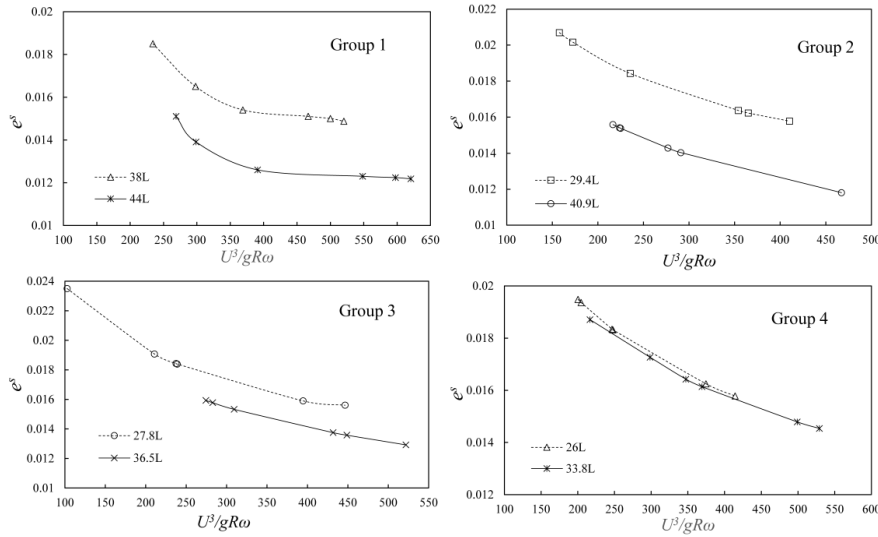 0.02
0.018
0.016
0.014
0.012
0.01
e^s
Group 1
38L
44L
100 150 200 250 300 350 400 450 500 550 600 650
U³/gRω
0.022
0.02
0.018
0.016
0.014
0.012
0.01
e^s
Group 2
29.4L
40.9L
100 150 200 250 300 350 400 450 500
U³/gRω
0.024
0.022
0.02
0.018
0.016
0.014
0.012
0.01
e^s
Group 3
27.8L
36.5L
100 150 200 250 300 350 400 450 500 550
U³/gRω
0.02
0.018
0.016
0.014
0.012
e^s
Group 4
26L
33.8L
100 150 200 250 300 350 400 450 500 550 600
U³/gRω